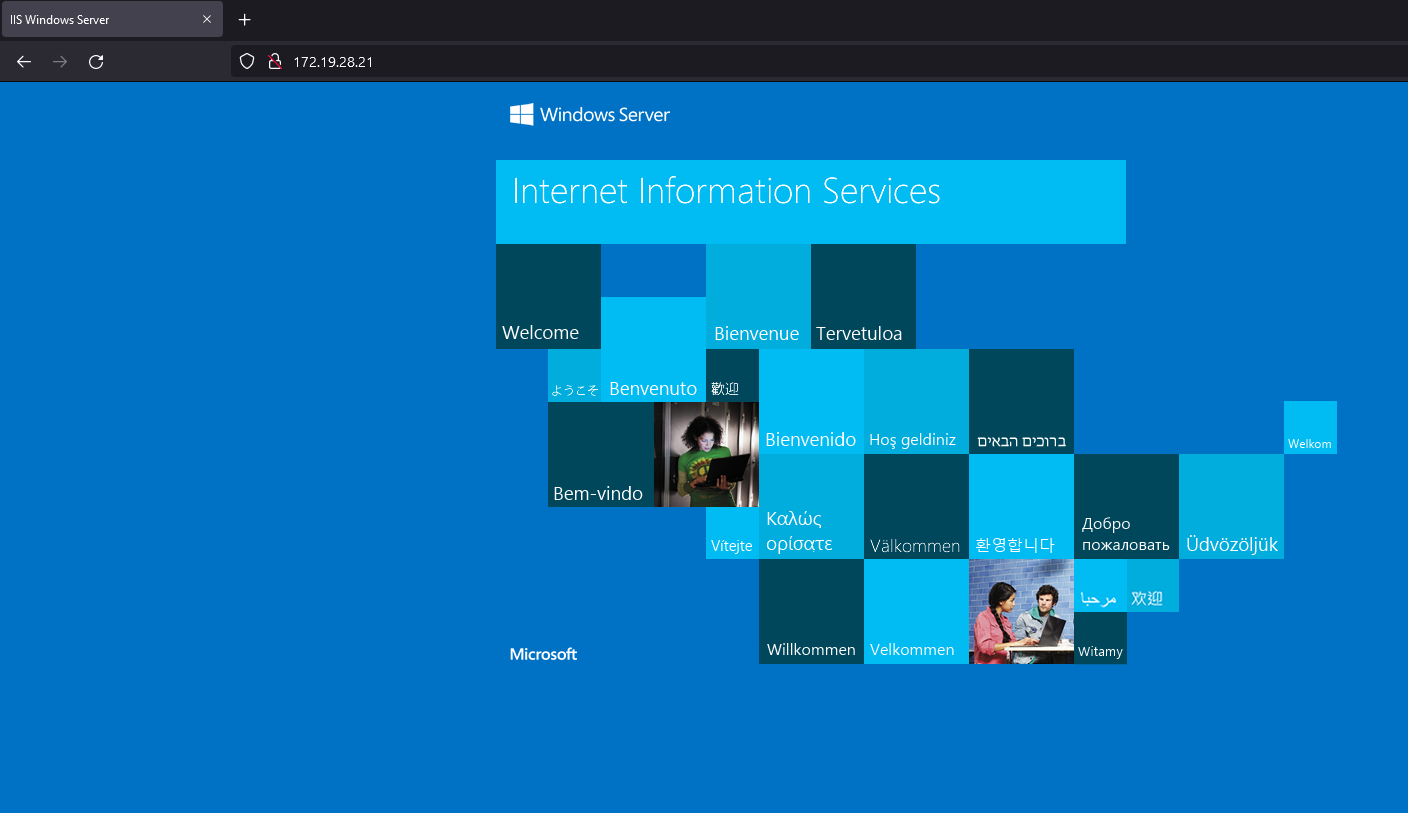 IIS Windows Server
172.19.28.21
Windows Server
Internet Information Services
Welcome
Bienvenue
Tervetuloa
ようこそ
Benvenuto
歡迎
Bienvenido
Hoş geldiniz
ברוכים הבאים
Welkom
Bem-vindo
Vítejte
Καλώς
ορίσατε
Välkommen
환영합니다
Добро
пожаловать
Üdvözöljük
مرحبا
欢迎
Willkommen
Velkommen
Witamy
Microsoft